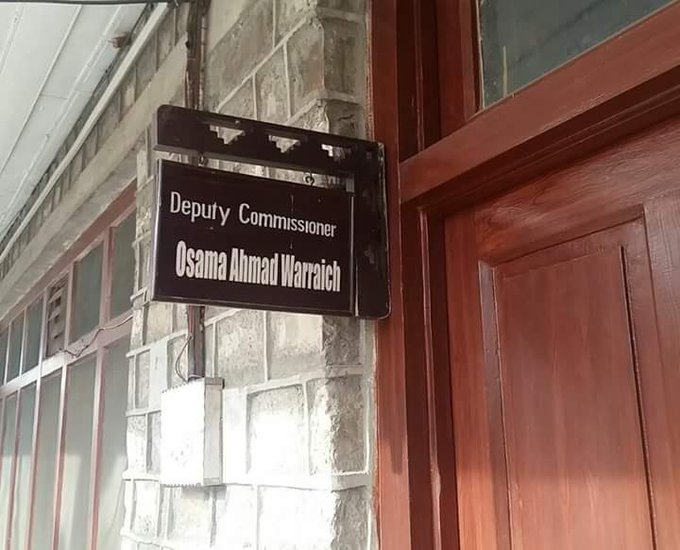 Deputy Commissioner
Osama Ahmad Warraich